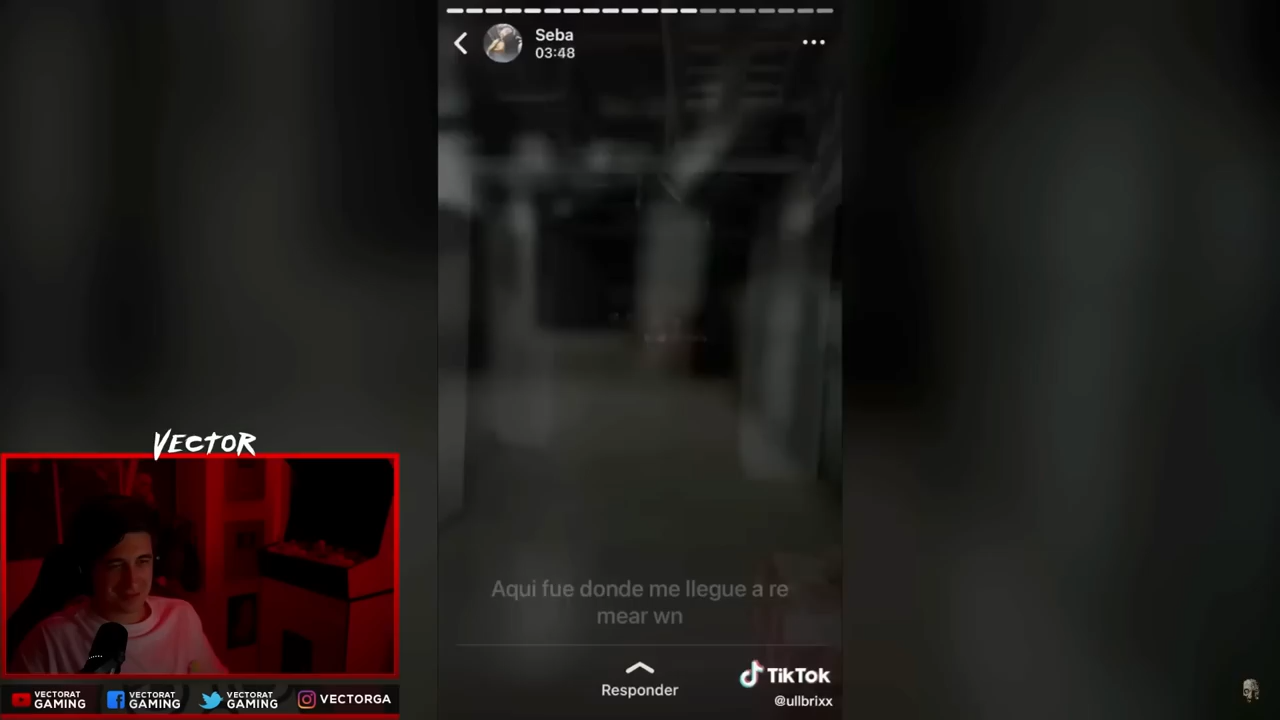 Seba
03:48
Aqui fue donde me llegue a re
mear wn
Responder
TikTok
@ullbrixx
VECTOR
VECTORAT
GAMING
VECTORAT
GAMING
VECTORAT
GAMING
VECTORGA